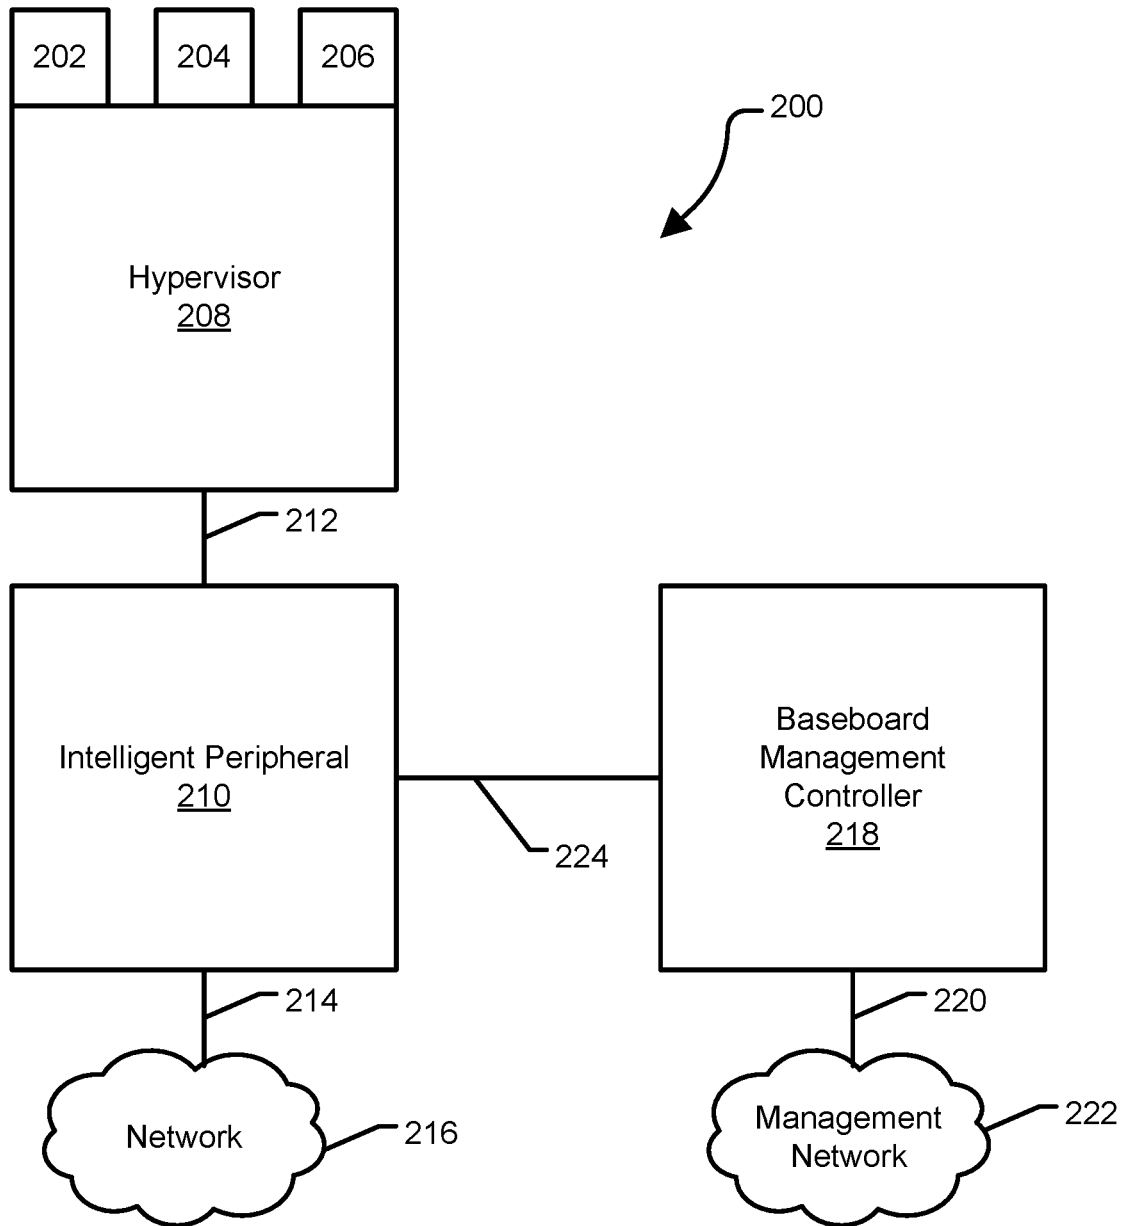 202
204
206
200
Hypervisor
208
212
Intelligent Peripheral
210
Baseboard
Management
Controller
218
224
214
220
Network
216
Management
Network
222